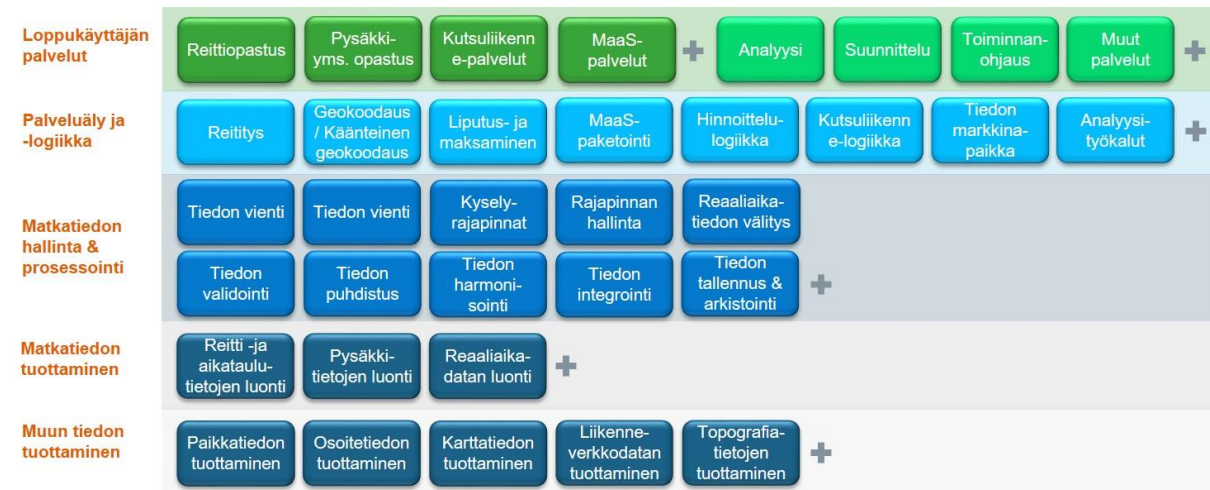 Loppukäyttäjän
palvelut
Reittiopastus
Pysäkki-
yms. opastus
Kutsuliikenn
e-palvelut
MaaS-
palvelut
Analyysi
Suunnittelu
Toiminnan-
ohjaus
Muut
palvelut
Palveluäly ja
-logiikka
Reititys
Geokoodaus
/ Käänteinen
geokoodaus
Liputus- ja
maksaminen
MaaS-
paketointi
Hinnoittelu-
logiikka
Kutsuliikenn
e-logiikka
Tiedon
markkina-
paikka
Analyysi-
työkalut
Matkatiedon
hallinta &
prosessointi
Tiedon vienti
Tiedon vienti
Kysely-
rajapinnat
Rajapinnan
hallinta
Reaaliaika-
tiedon välitys
Tiedon
validointi
Tiedon
puhdistus
Tiedon
harmoni-
sointi
Tiedon
integrointi
Tiedon
tallennus &
arkistointi
Matkatiedon
tuottaminen
Reitti -ja
aikataulu-
tietojen luonti
Pysäkki-
tietojen luonti
Reaaliaika-
datan luonti
Muun tiedon
tuottaminen
Paikkatiedon
tuottaminen
Osoitetiedon
tuottaminen
Karttatiedon
tuottaminen
Liikenne-
verkkodatan
tuottaminen
Topografia-
tietojen
tuottaminen